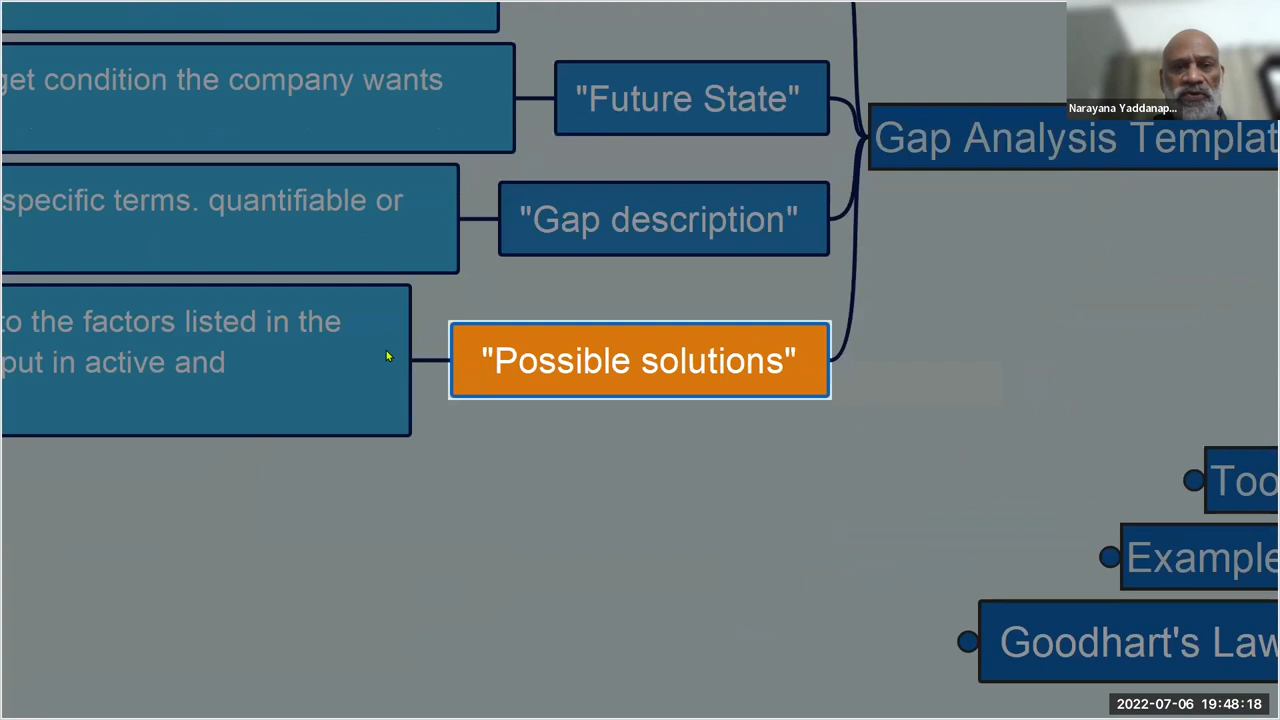 get condition the company wants
"Future State"
Narayana Yaddanap...
Gap Analysis Templat
specific terms. quantifiable or
"Gap description"
to the factors listed in the
put in active and
"Possible solutions"
Too
Example
Goodhart's Law
2022-07-06 19:48:18